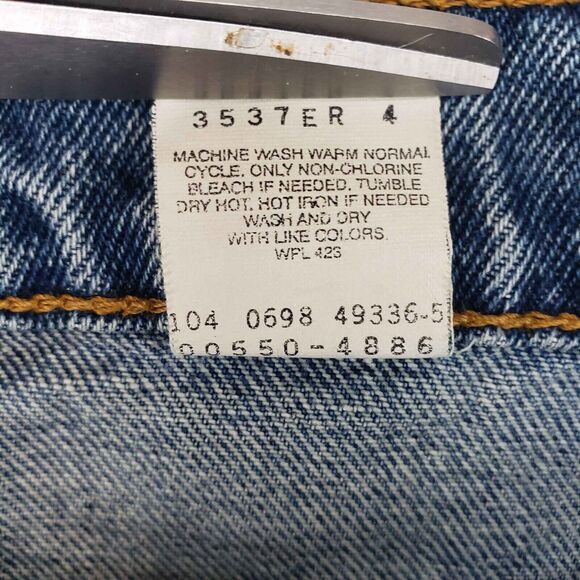 3537ER 4
MACHINE WASH WARM NORMAL
CYCLE. ONLY NON-CHLORINE
BLEACH IF NEEDED. TUMBLE
DRY HOT. HOT IRON IF NEEDED
WASH AND DRY
WITH LIKE COLORS.
WPL 423
104 0698 49336-51
00550-4886